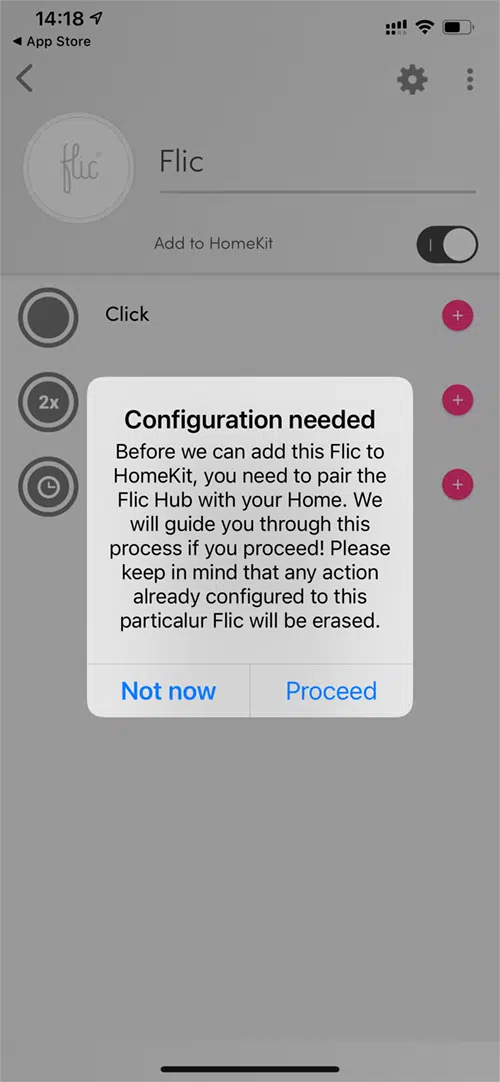 14:18
◀ App Store
flic
Flic
Add to HomeKit
Click
2x
Configuration needed
Before we can add this Flic to
HomeKit, you need to pair the
Flic Hub with your Home. We
will guide you through this
process if you proceed! Please
keep in mind that any action
already configured to this
particalur Flic will be erased.
Not now
Proceed